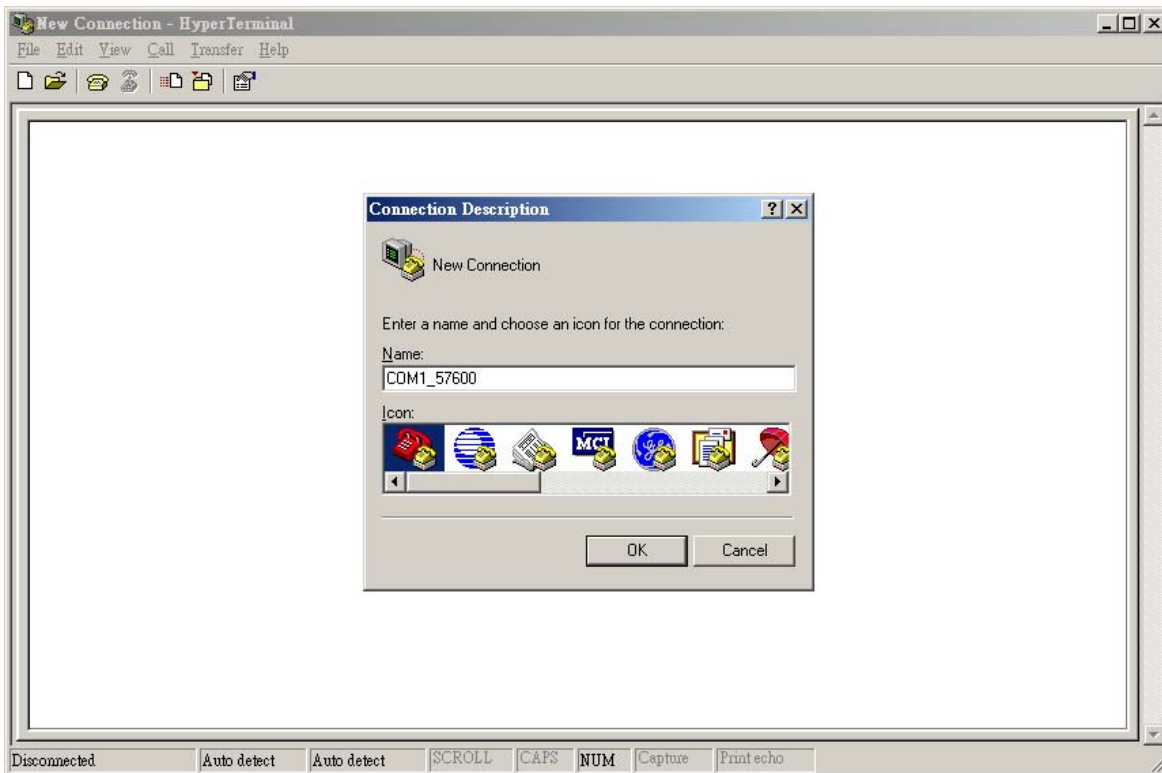 New Connection - HyperTerminal
File Edit View Call Transfer Help
Connection Description
New Connection
Enter a name and choose an icon for the connection:
Name:
COM1_57600
Icon:
MCI
OK Cancel
Disconnected Auto detect Auto detect SCROLL CAPS NUM Capture Print echo